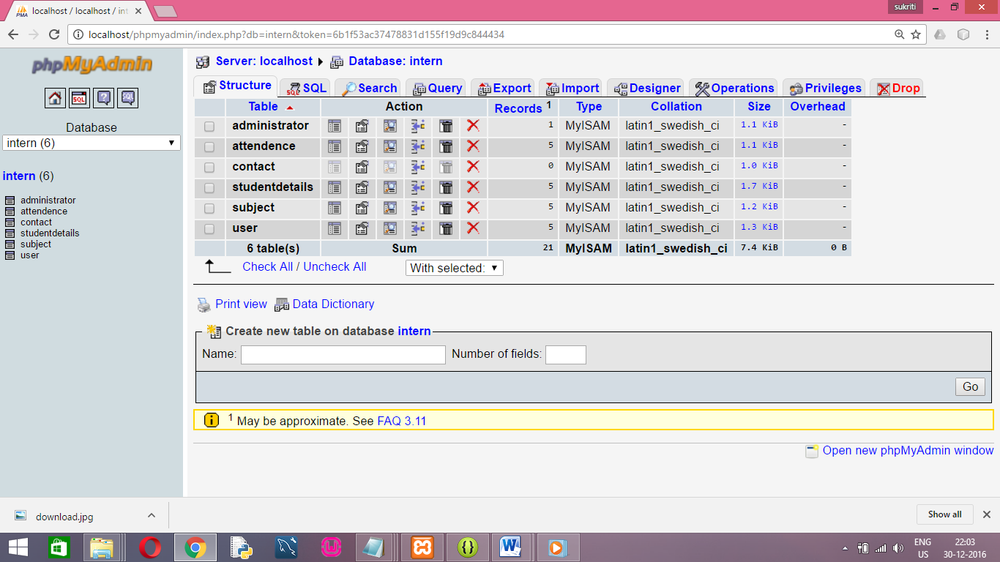 localhost / localhost / int
sukriti
localhost/phpmyadmin/index.php?db=intern&token=6b1f53ac37478831d155f19d9c844434
phpMyAdmin
SQL
?
SQL
Database
intern (6)
intern (6)
administrator
attendence
contact
studentdetails
subject
user
Server: localhost Database: intern
Structure SQL Search Query Export Import Designer Operations Privileges Drop
Table Action Records 1 Type Collation Size Overhead
administrator 1 MyISAM latin1_swedish_ci 1.1 KiB -
attendence 5 MyISAM latin1_swedish_ci 1.1 KiB -
contact 0 MyISAM latin1_swedish_ci 1.0 KiB -
studentdetails 5 MyISAM latin1_swedish_ci 1.7 KiB -
subject 5 MyISAM latin1_swedish_ci 1.2 KiB -
user 5 MyISAM latin1_swedish_ci 1.3 KiB -
6 table(s) Sum 21 MyISAM latin1_swedish_ci 7.4 KiB 0 B
Check All / Uncheck All With selected:
Print view Data Dictionary
Create new table on database intern
Name: Number of fields:
Go
1 May be approximate. See FAQ 3.11
Open new phpMyAdmin window
download.jpg
Show all
ENG
US
22:03
30-12-2016